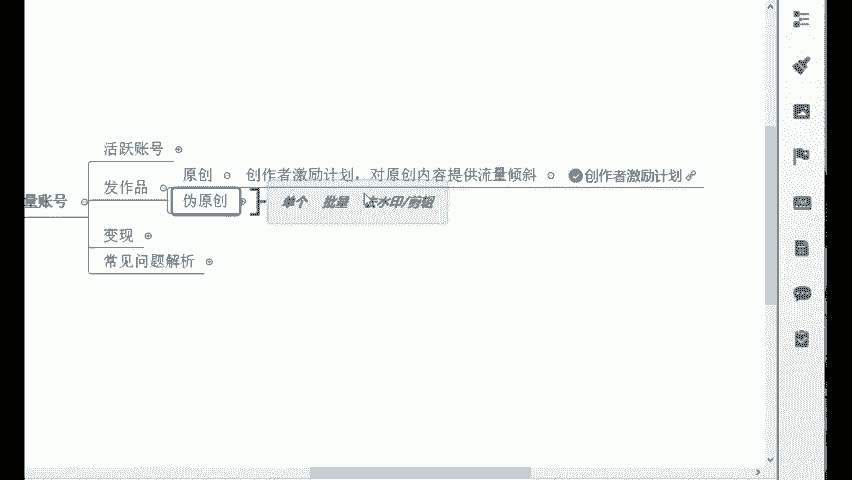 活跃账号
原创 创作者激励计划，对原创内容提供流量倾斜 创作者激励计划
发作品
量账号
伪原创 单个 批量 去水印/剪辑
变现
常见问题解析